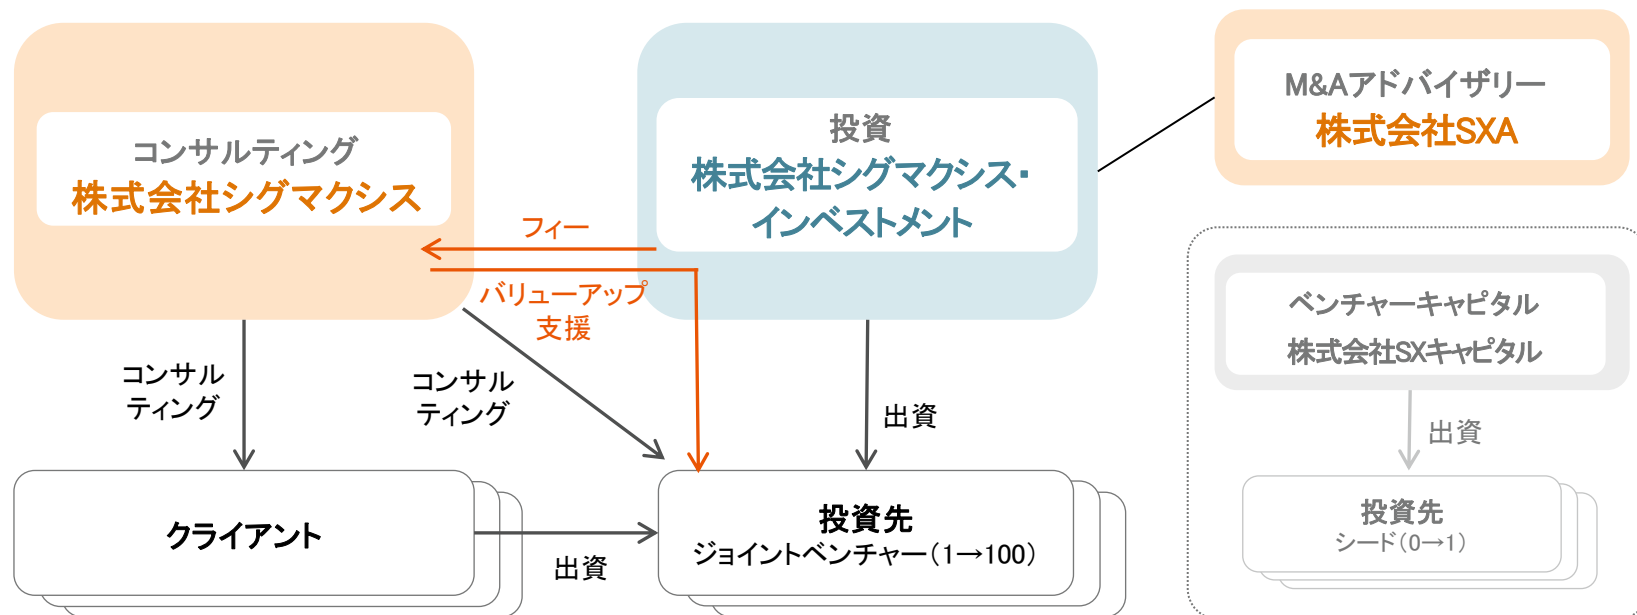 コンサルティング
株式会社シグマクシス
投資
株式会社シグマクシス・
インベストメント
M&Aアドバイザリー
株式会社SXA
フィー
バリューアップ
支援
コンサル
ティング
コンサル
ティング
出資
ベンチャーキャピタル
株式会社SXキャピタル
出資
クライアント
出資
投資先
ジョイントベンチャー(1→100)
投資先
シード(0→1)